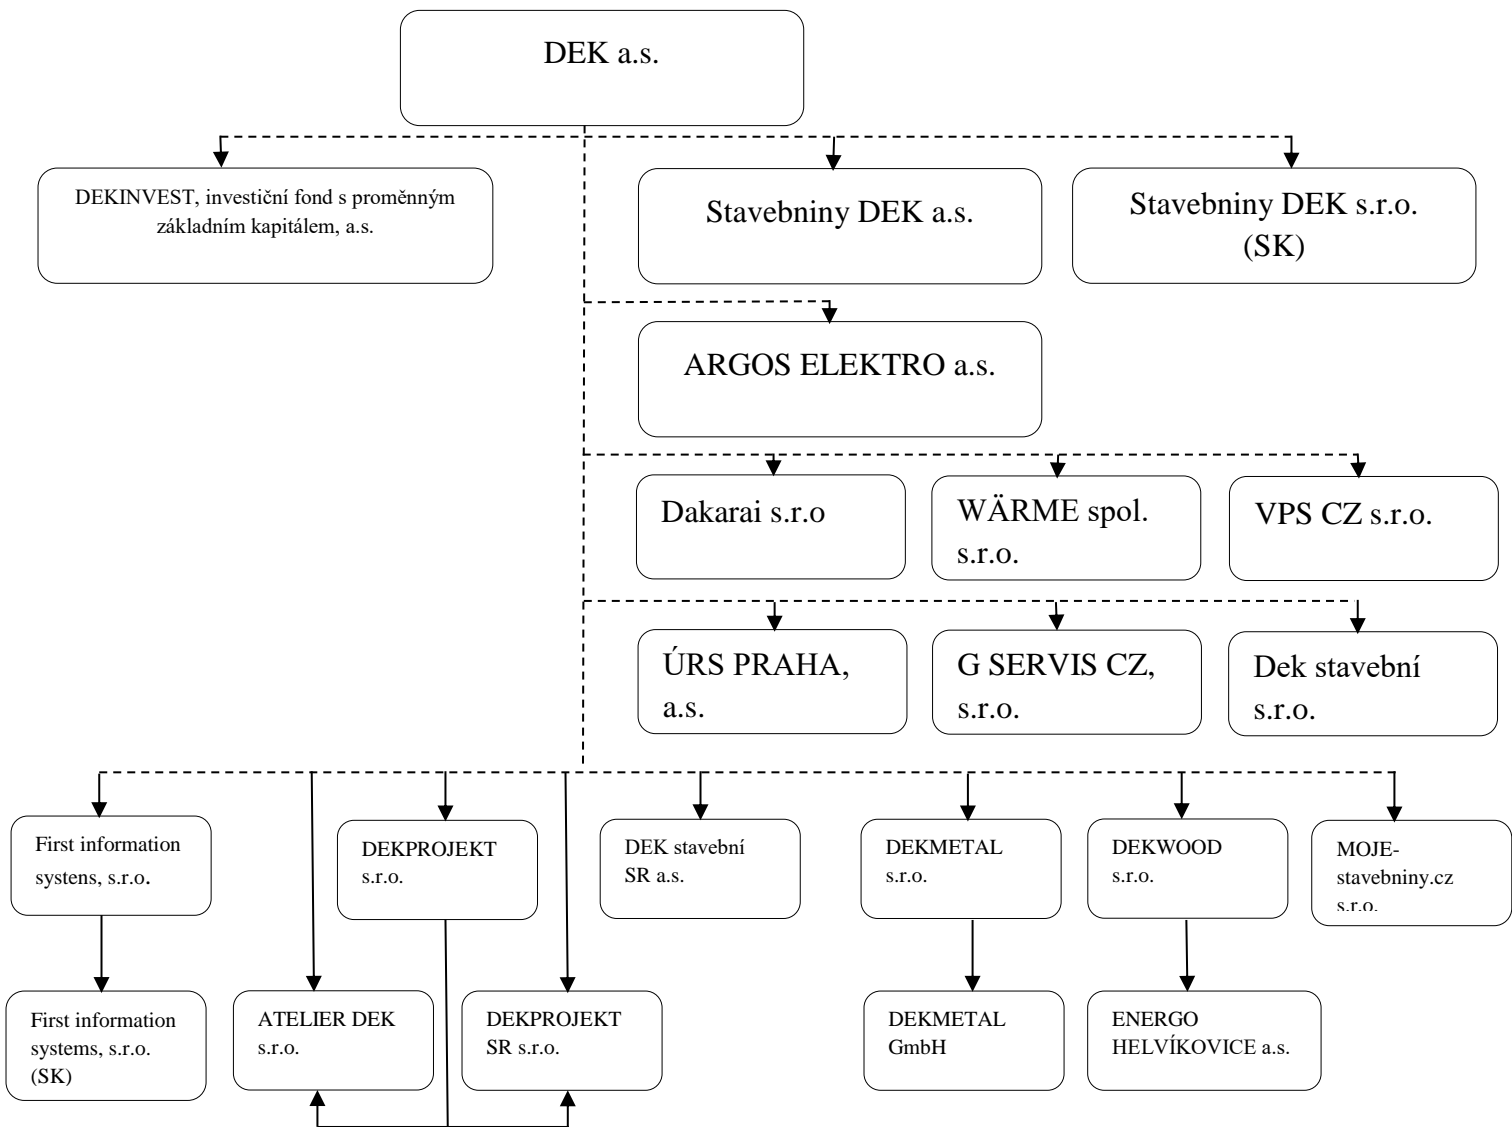 DEK a.s.
DEKINVEST, investiční fond s proměnným
základním kapitálem, a.s.
Stavebniny DEK a.s.
Stavebniny DEK s.r.o.
(SK)
ARGOS ELEKTRO a.s.
Dakarai s.r.o
WÄRME spol.
s.r.o.
VPS CZ s.r.o.
ÚRS PRAHA,
a.s.
G SERVIS CZ,
s.r.o.
Dek stavební
s.r.o.
First information
systens, s.r.o.
DEKPROJEKT
s.r.o.
DEK stavební
SR a.s.
DEKMETAL
s.r.o.
DEKWOOD
s.r.o.
MOJE-
stavebniny.cz
s.r.o.
First information
systems, s.r.o.
(SK)
ATELIER DEK
s.r.o.
DEKPROJEKT
SR s.r.o.
DEKMETAL
GmbH
ENERGO
HELVÍKOVICE a.s.